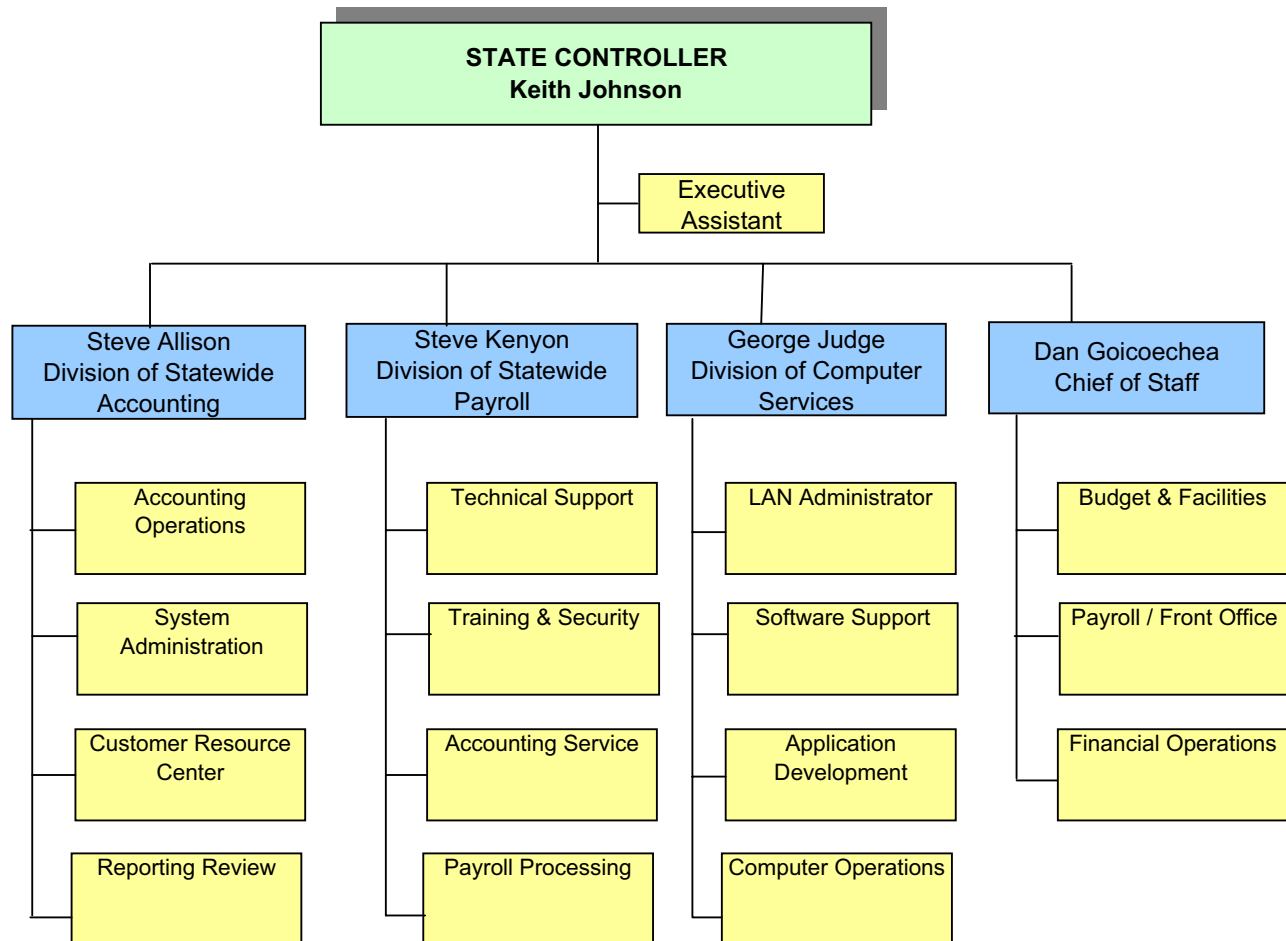 STATE CONTROLLER
Keith Johnson
Executive
Assistant
Steve Allison
Division of Statewide
Accounting
Steve Kenyon
Division of Statewide
Payroll
George Judge
Division of Computer
Services
Dan Goicoechea
Chief of Staff
Accounting
Operations
Technical Support
LAN Administrator
Budget & Facilities
System
Administration
Training & Security
Software Support
Payroll / Front Office
Customer Resource
Center
Accounting Service
Application
Development
Financial Operations
Reporting Review
Payroll Processing
Computer Operations